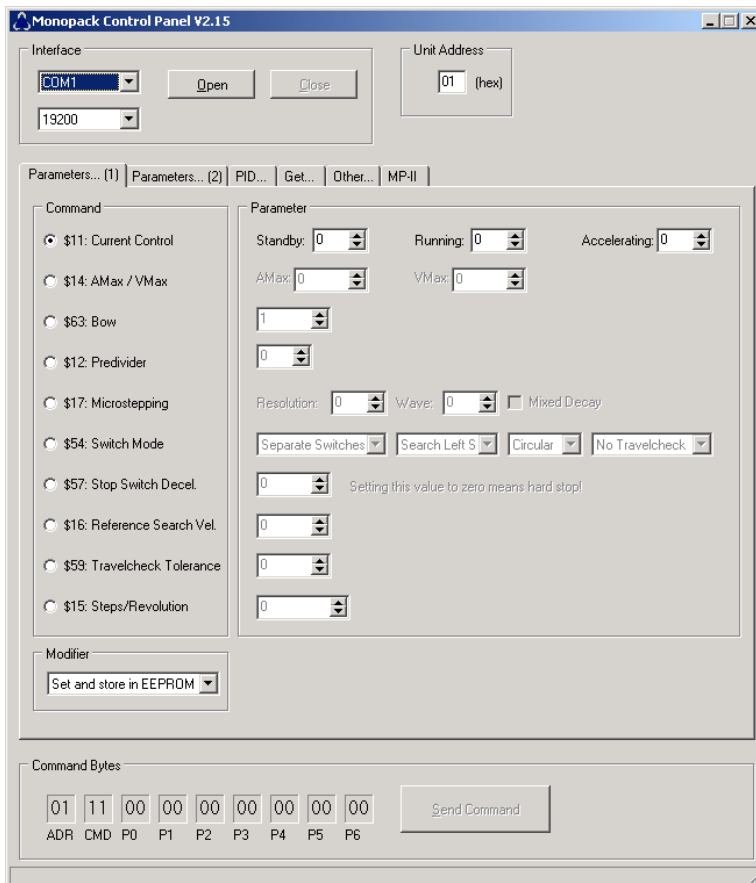 Monopack Control Panel V2.15
Interface
Unit Address
COM1
Open
Close
01 (hex)
19200
Parameters... (1) Parameters... (2) PID... Get... Other... MP-II
Command
Parameter
$11: Current Control Standby: 0 Running: 0 Accelerating: 0
$14: AMax / VMax AMax: 0 VMax: 0
$63: Bow 1
$12: Predivider 0
$17: Microstepping Resolution: 0 Wave: 0 Mixed Decay
$54: Switch Mode Separate Switches Search Left S Circular No Travelcheck
$57: Stop Switch Decel. 0 Setting this value to zero means hard stop!
$16: Reference Search Vel. 0
$59: Travelcheck Tolerance 0
$15: Steps/Revolution 0
Modifier
Set and store in EEPROM
Command Bytes
01 11 00 00 00 00 00 00 00
Send Command
ADR CMD P0 P1 P2 P3 P4 P5 P6